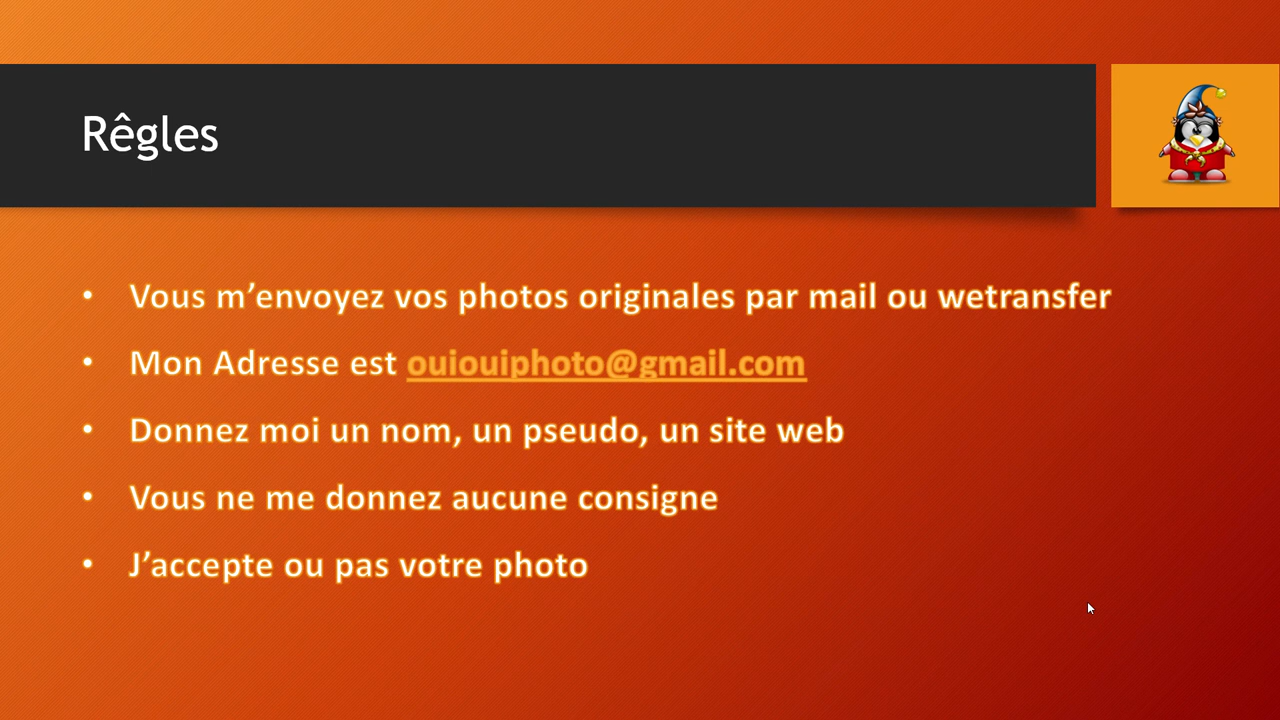 Rêgles
• Vous m’envoyez vos photos originales par mail ou wetransfer
• Mon Adresse est ouiouiphoto@gmail.com
• Donnez moi un nom, un pseudo, un site web
• Vous ne me donnez aucune consigne
• J’accepte ou pas votre photo